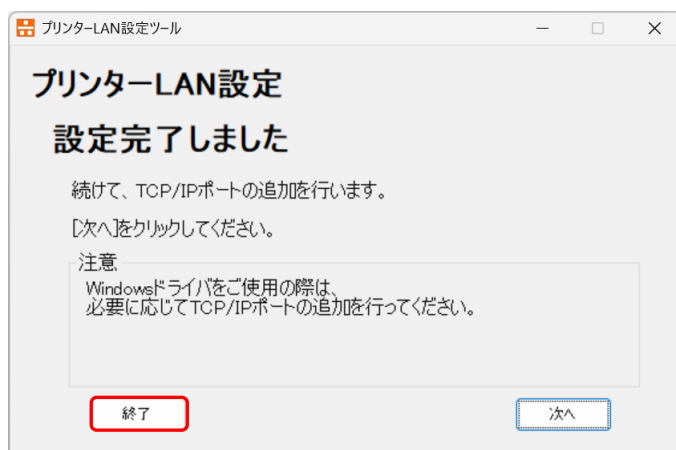 プリンターLAN設定ツール
プリンターLAN設定
設定完了しました
続けて、TCP/IPポートの追加を行います。
[次へ]をクリックしてください。
注意
Windowsドライバをご使用の際は、
必要に応じてTCP/IPポートの追加を行ってください。
終了
次へ